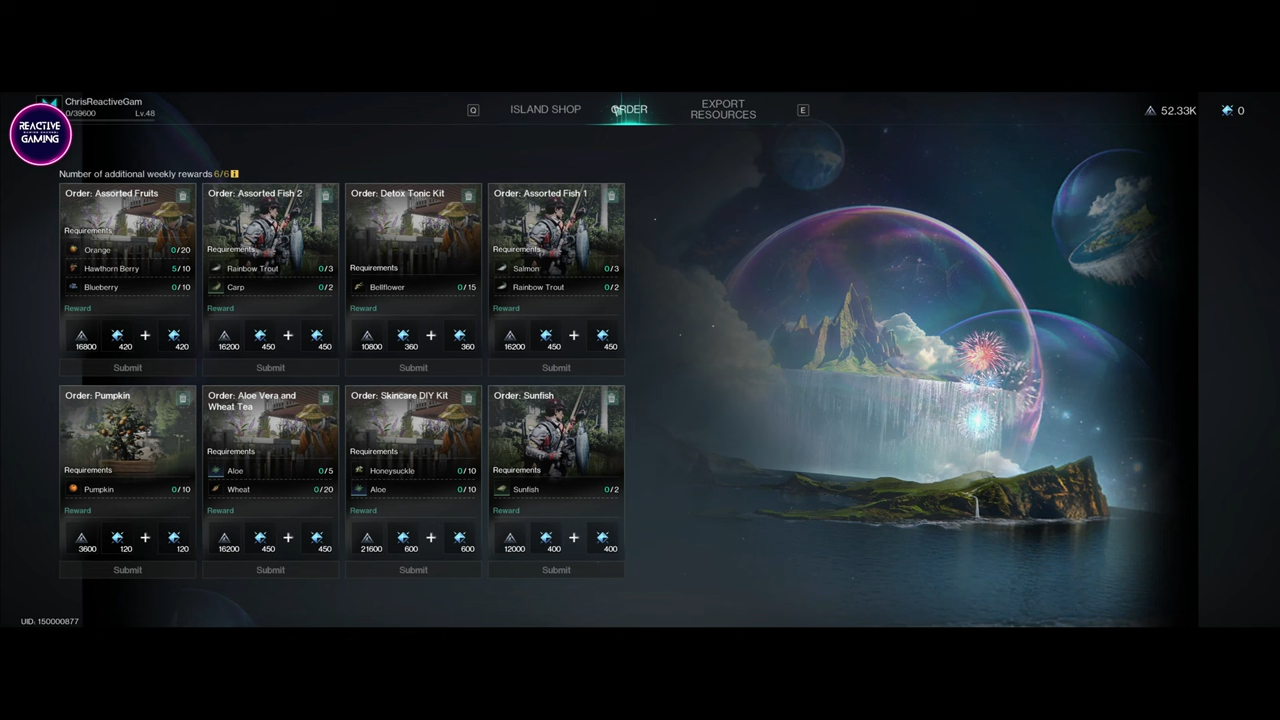 ChrisReactiveGam
0/39600 Lv.48
REACTIVE
GAMING
Q ISLAND SHOP ORDER EXPORT RESOURCES E
52.33K 0
Number of additional weekly rewards 6/6
Order: Assorted Fruits
Requirements
Orange 0/20
Hawthorn Berry 5/10
Blueberry 0/10
Reward
16800 420 + 420
Submit
Order: Assorted Fish 2
Requirements
Rainbow Trout 0/3
Carp 0/2
Reward
16200 450 + 450
Submit
Order: Detox Tonic Kit
Requirements
Bellflower 0/15
Reward
10800 360 + 360
Submit
Order: Assorted Fish 1
Requirements
Salmon 0/3
Rainbow Trout 0/2
Reward
16200 450 + 450
Submit
Order: Pumpkin
Requirements
Pumpkin 0/10
Reward
3600 120 + 120
Submit
Order: Aloe Vera and
Wheat Tea
Requirements
Aloe 0/5
Wheat 0/20
Reward
16200 450 + 450
Submit
Order: Skincare DIY Kit
Requirements
Honeysuckle 0/10
Aloe 0/10
Reward
21600 600 + 600
Submit
Order: Sunfish
Requirements
Sunfish 0/2
Reward
12000 400 + 400
Submit
UID: 150000877